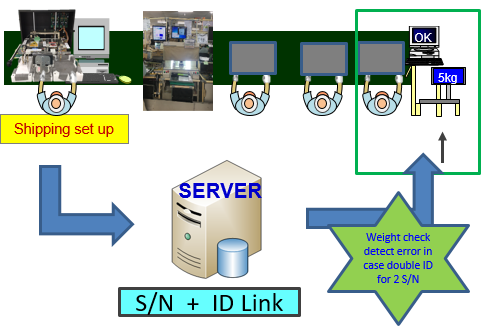 OK
5kg
Shipping set up
SERVER
Weight check
detect error in
case double ID
for 2 S/N
S/N + ID Link